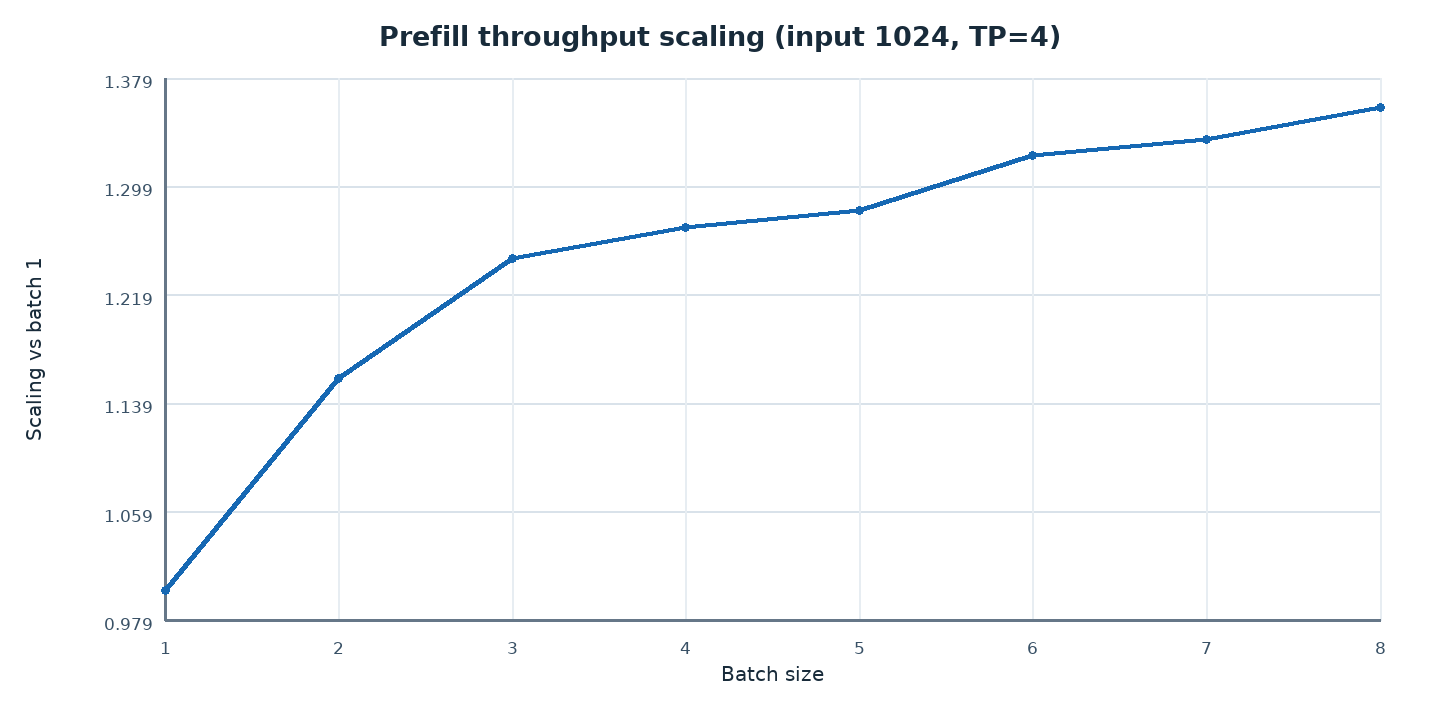 Prefill throughput scaling (input 1024, TP=4)
1.379
1.299
1.219
1.139
1.059
0.979
Scaling vs batch 1
1 2 3 4 5 6 7 8
Batch size